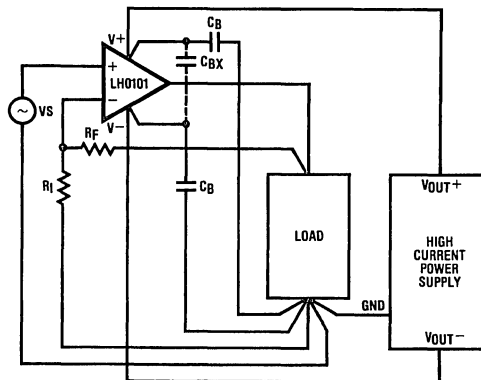 V+
CB
CBX
+
LH0101
−
VS
V−
RF
RI
CB
LOAD
GND
VOUT+
HIGH
CURRENT
POWER
SUPPLY
VOUT−